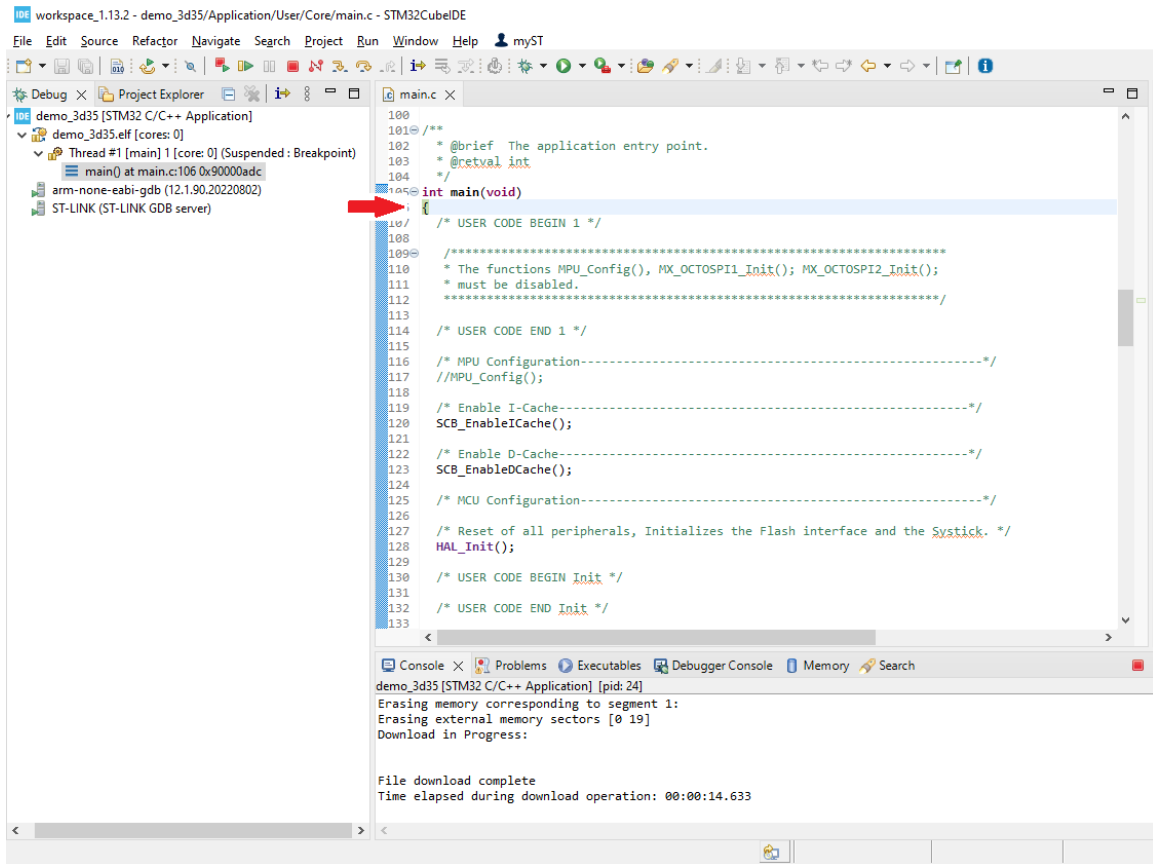 workspace_1.13.2 - demo_3d35/Application/User/Core/main.c - STM32CubeIDE
File Edit Source Refactor Navigate Search Project Run Window Help myST
Debug Project Explorer
demo_3d35 [STM32 C/C++ Application]
demo_3d35.elf [cores: 0]
Thread #1 [main] 1 [core: 0] (Suspended : Breakpoint)
main() at main.c:106 0x90000adc
arm-none-eabi-gdb (12.1.90.20220802)
ST-LINK (ST-LINK GDB server)
main.c
100
101 /**
102 * @brief The application entry point.
103 * @retval int
104 */
105 int main(void)
{
107 /* USER CODE BEGIN 1 */
108
109 /*********************************************************************
110 * The functions MPU_Config(), MX_OCTOSPI1_Init(); MX_OCTOSPI2_Init();
111 * must be disabled.
112 *********************************************************************/
113
114 /* USER CODE END 1 */
115
116 /* MPU Configuration--------------------------------------------------------*/
117 //MPU_Config();
118
119 /* Enable I-Cache---------------------------------------------------------*/
120 SCB_EnableICache();
121
122 /* Enable D-Cache---------------------------------------------------------*/
123 SCB_EnableDCache();
124
125 /* MCU Configuration--------------------------------------------------------*/
126
127 /* Reset of all peripherals, Initializes the Flash interface and the Systick. */
128 HAL_Init();
129
130 /* USER CODE BEGIN Init */
131
132 /* USER CODE END Init */
133
Console Problems Executables Debugger Console Memory Search
demo_3d35 [STM32 C/C++ Application] [pid: 24]
Erasing memory corresponding to segment 1:
Erasing external memory sectors [0 19]
Download in Progress:
File download complete
Time elapsed during download operation: 00:00:14.633